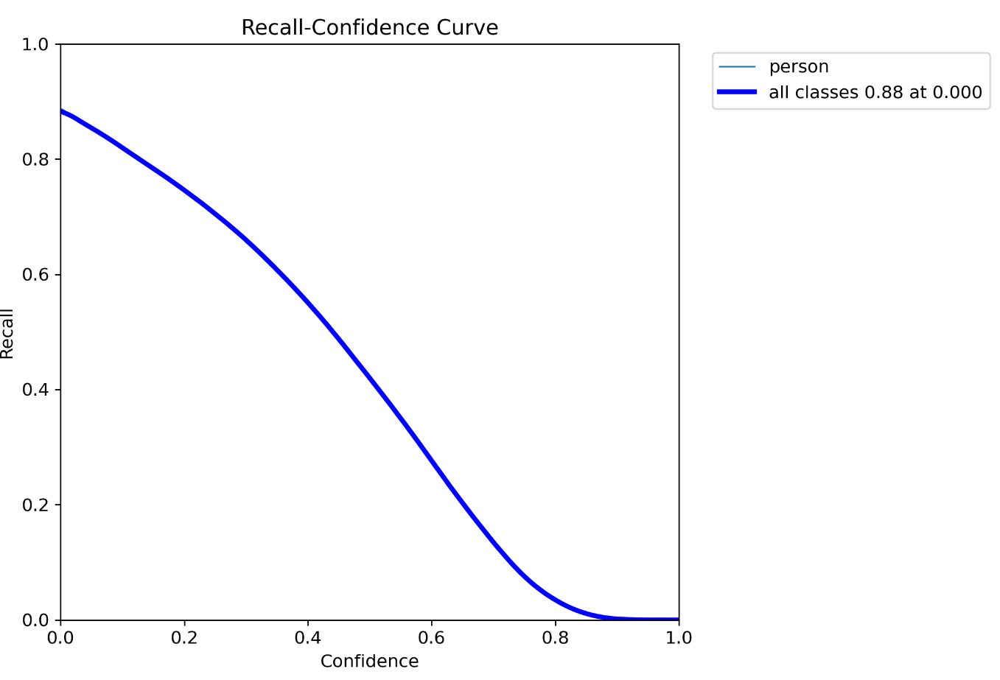 Recall-Confidence Curve
1.0
0.8
0.6
0.4
0.2
0.0
Recall
0.0 0.2 0.4 0.6 0.8 1.0
Confidence
person
all classes 0.88 at 0.000